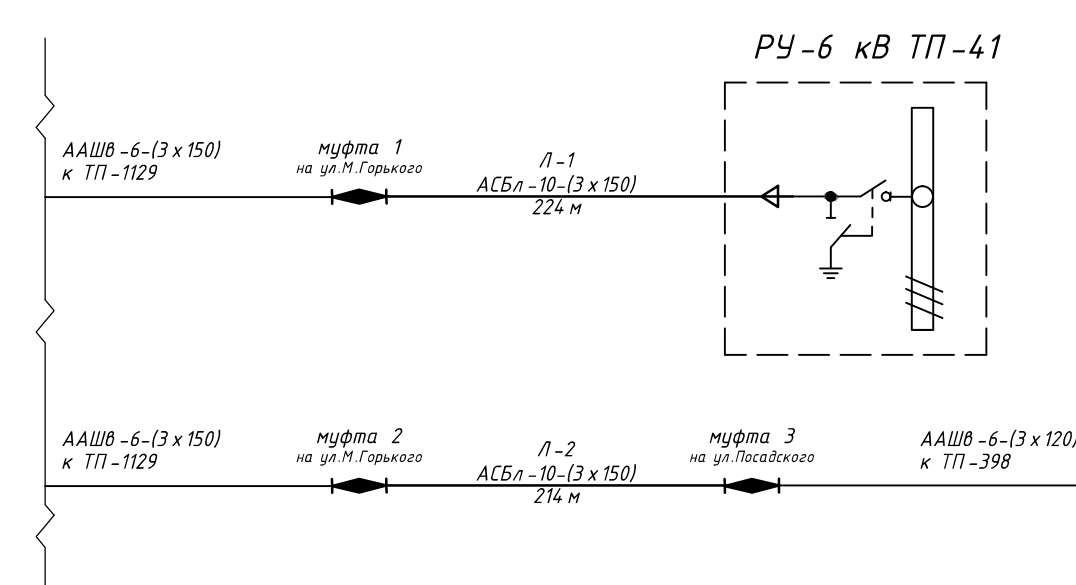 РУ-6 кВ ТП-41
ААШв-6-(3х150)
к ТП-1129
муфта 1
на ул.М.Горького
Л-1
АСБл-10-(3х150)
224 м
ААШв-6-(3х150)
к ТП-1129
муфта 2
на ул.М.Горького
Л-2
АСБл-10-(3х150)
214 м
муфта 3
на ул.Посадского
ААШв-6-(3х120)
к ТП-398